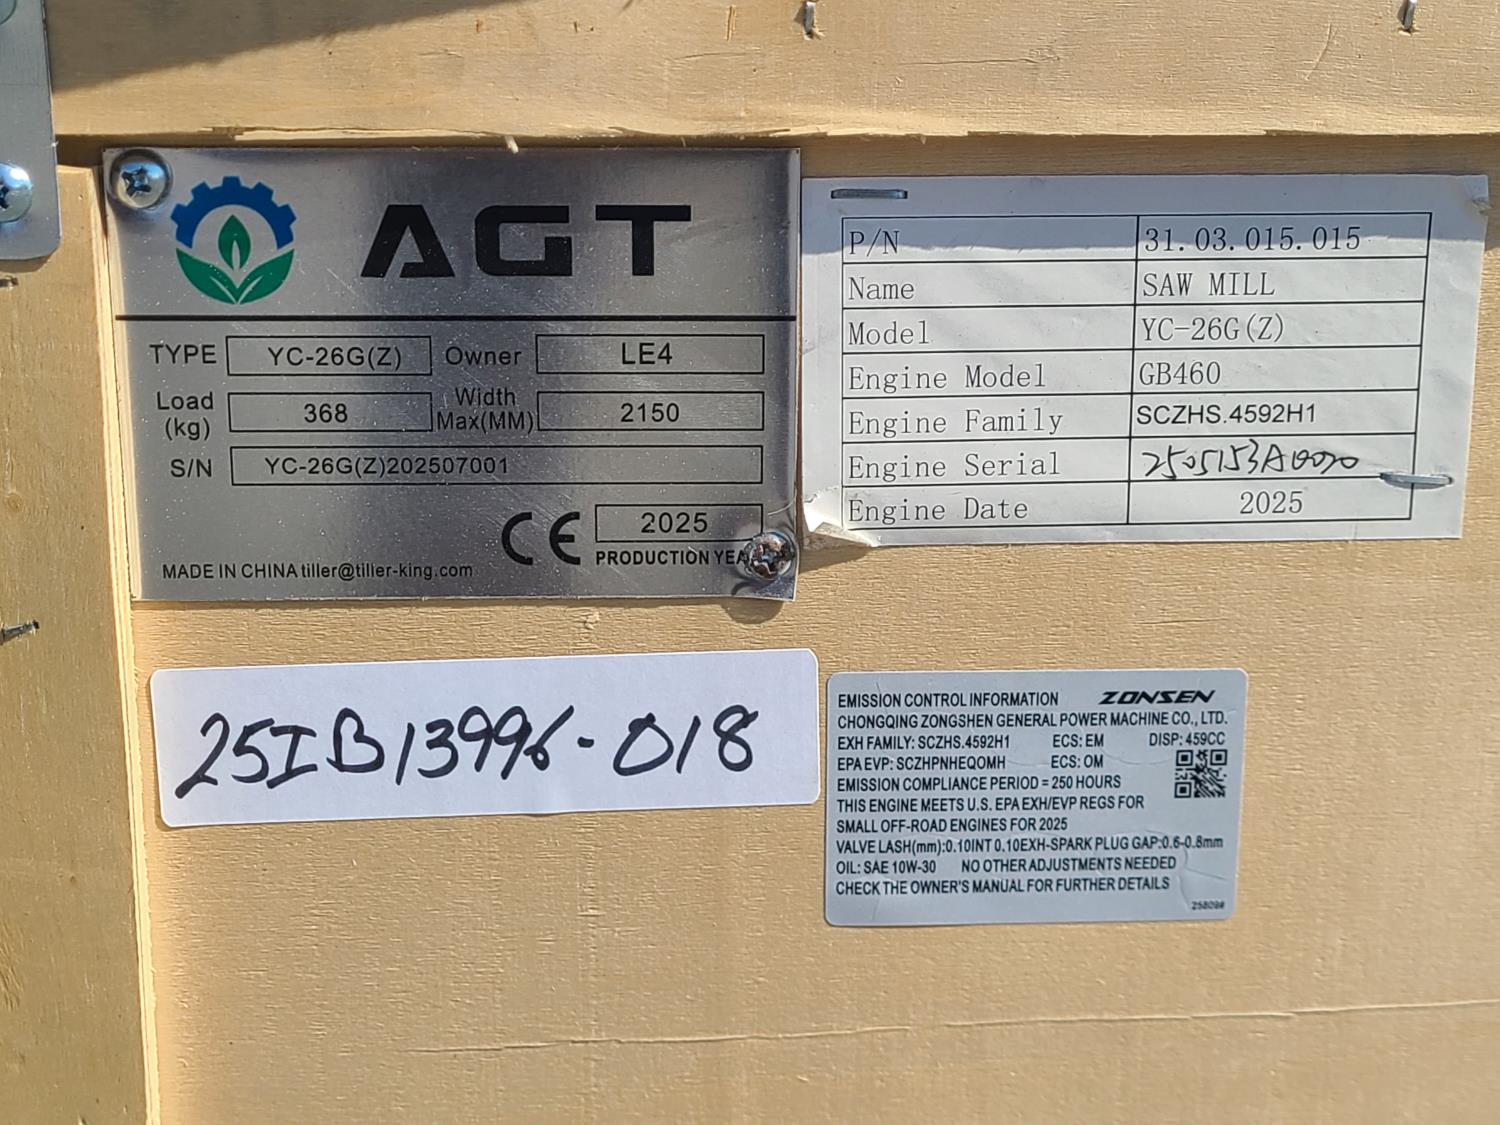 AGT
TYPE YC-26G(Z) Owner LE4
Load (kg) 368 Width Max(MM) 2150
S/N YC-26G(Z)202507001
CE 2025
PRODUCTION YEA
MADE IN CHINA tiller@tiller-king.com
P/N 31.03.015.015
Name SAW MILL
Model YC-26G(Z)
Engine Model GB460
Engine Family SCZHS.4592H1
Engine Serial
Engine Date 2025
25IB13996-018
EMISSION CONTROL INFORMATION ZONSEN
CHONGQING ZONGSHEN GENERAL POWER MACHINE CO., LTD.
EXH FAMILY: SCZHS.4592H1 ECS: EM DISP: 459CC
EPA EVP: SCZHPNHEQOMH ECS: OM
EMISSION COMPLIANCE PERIOD = 250 HOURS
THIS ENGINE MEETS U.S. EPA EXH/EVP REGS FOR
SMALL OFF-ROAD ENGINES FOR 2025
VALVE LASH(mm):0.10INT 0.10EXH-SPARK PLUG GAP:0.6-0.8mm
OIL: SAE 10W-30 NO OTHER ADJUSTMENTS NEEDED
CHECK THE OWNER'S MANUAL FOR FURTHER DETAILS